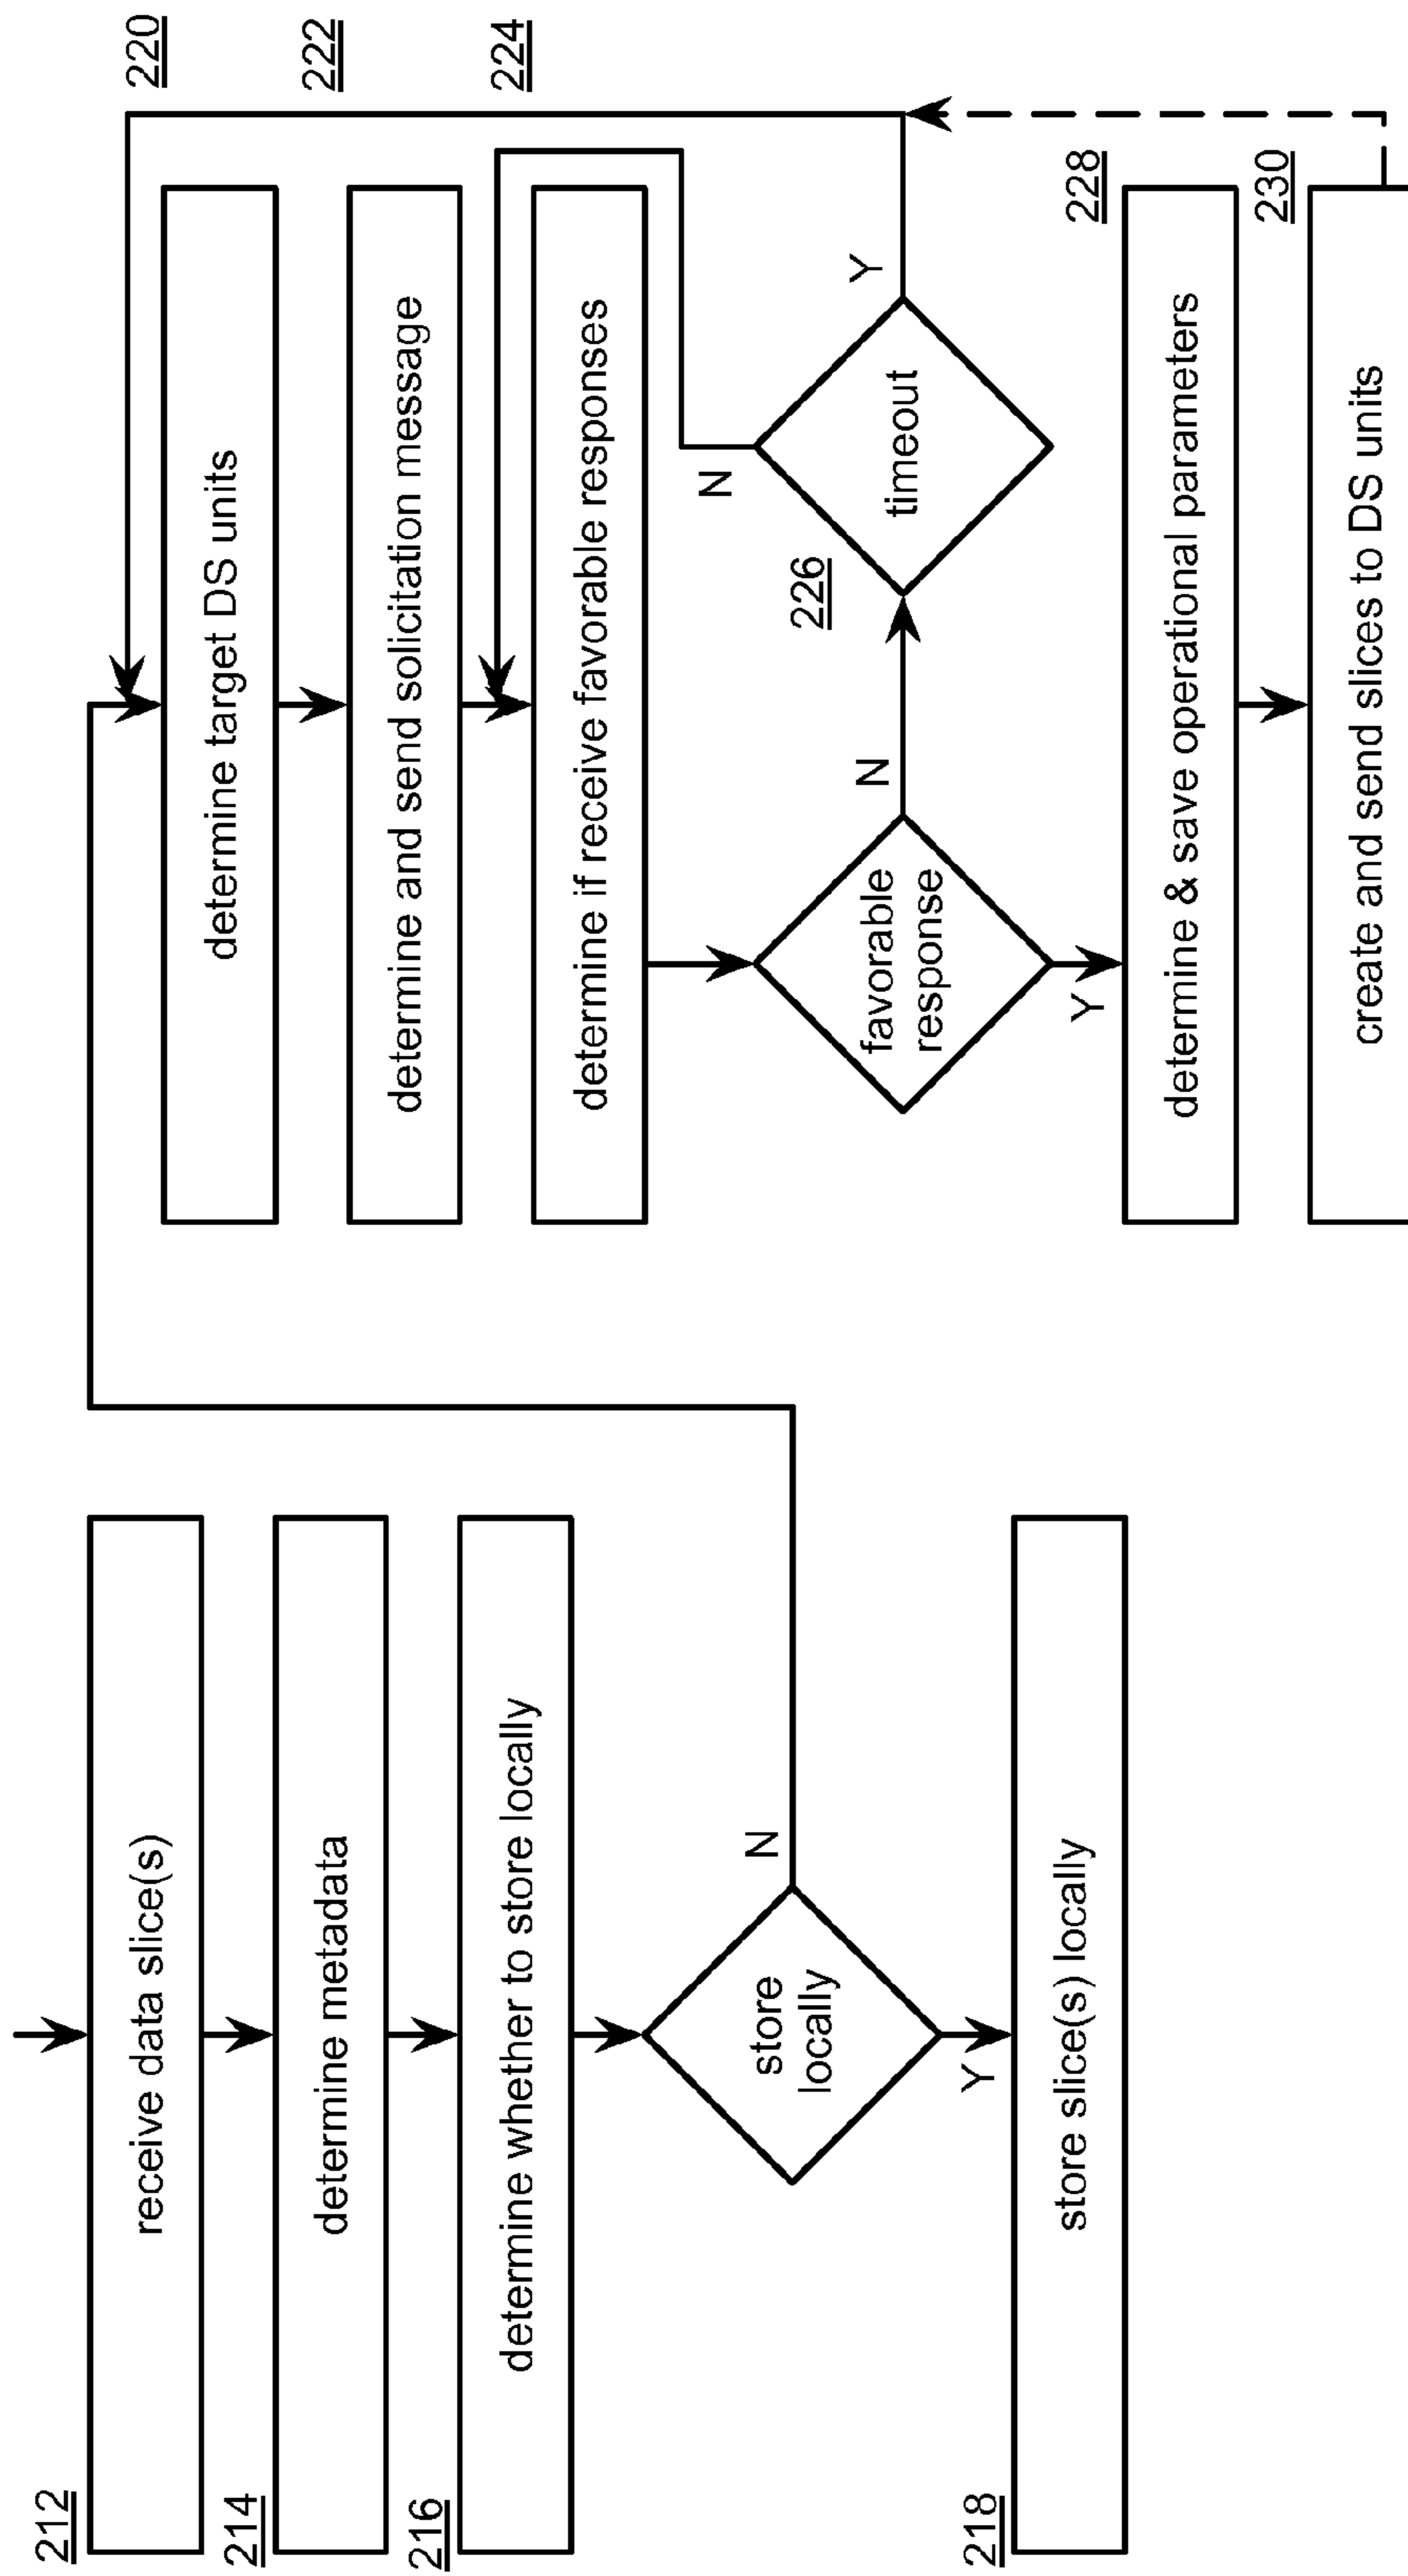 212
receive data slice(s)
214
determine metadata
216
determine whether to store locally
store
locally
N
Y
218
store slice(s) locally
220
determine target DS units
222
determine and send solicitation message
224
determine if receive favorable responses
favorable
response
N
Y
226
timeout
N
Y
228
determine & save operational parameters
230
create and send slices to DS units